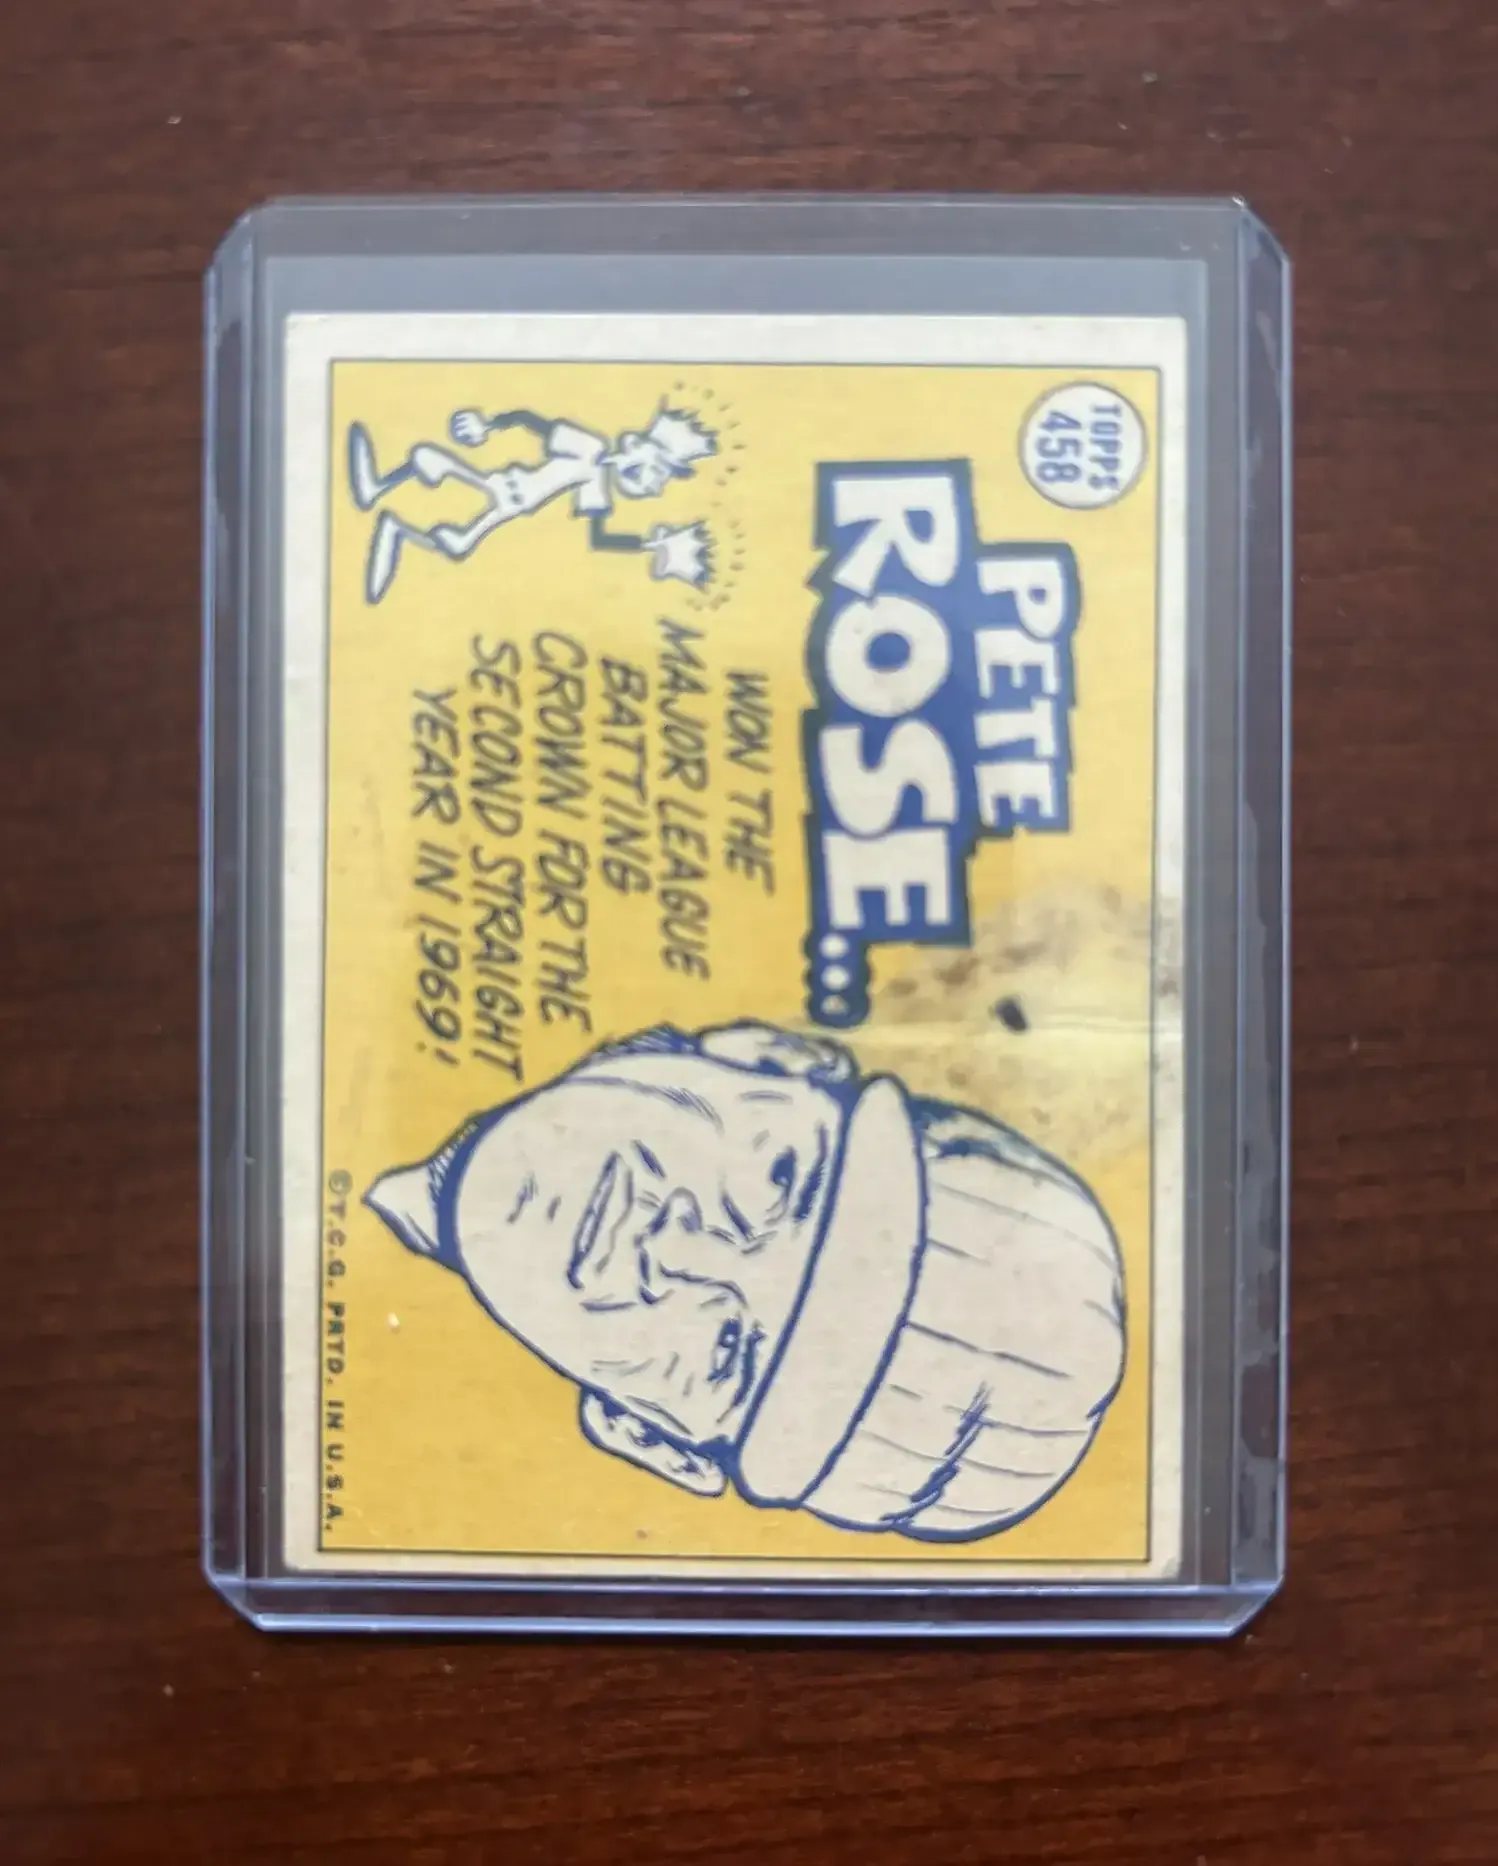 TOPPS
458
PETE
ROSE...
WON THE
MAJOR LEAGUE
BATTING
CROWN FOR THE
SECOND STRAIGHT
YEAR IN 1969!
©T.C.G. PRTD. IN U.S.A.